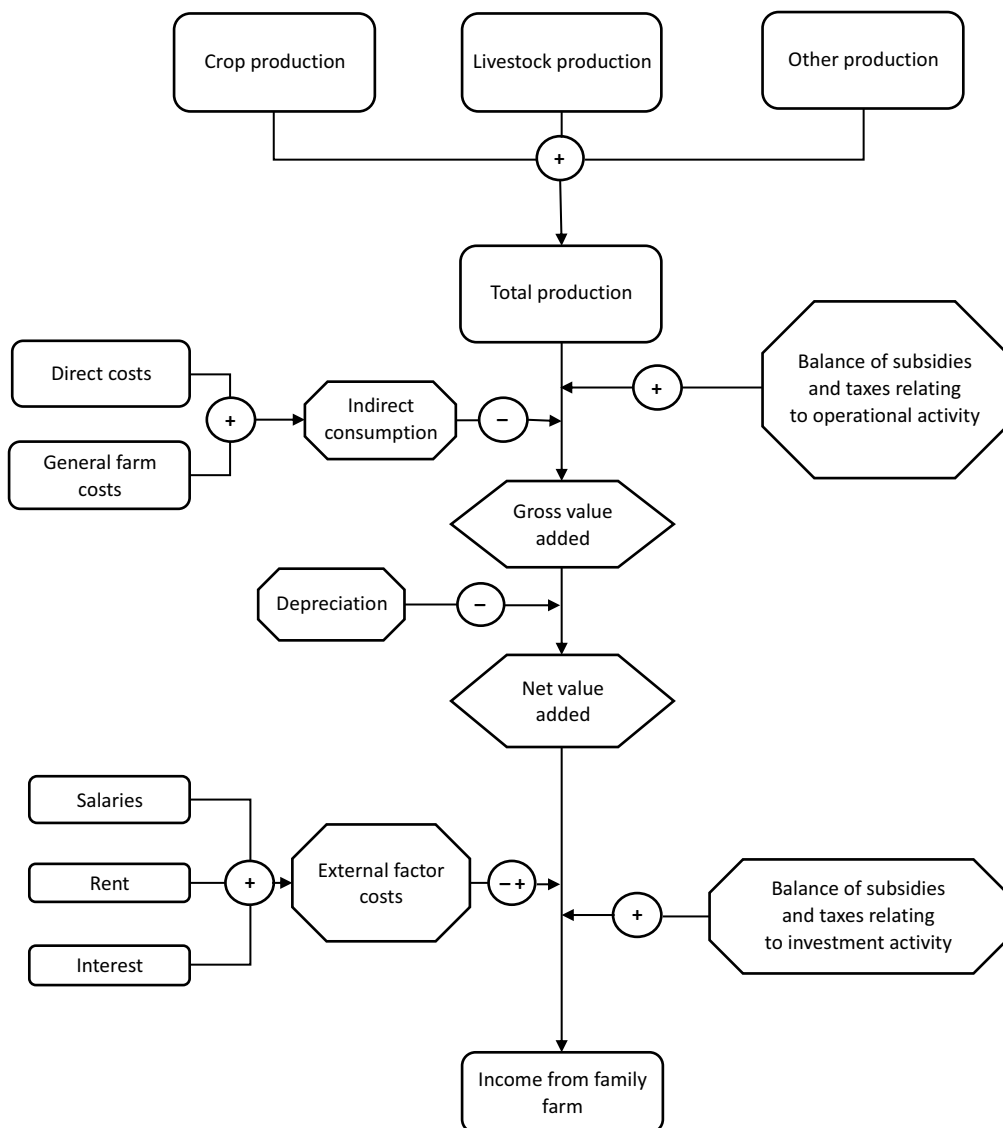 Crop production
Livestock production
Other production
+
Total production
Direct costs
General farm
costs
+
Indirect
consumption
−
+
Balance of subsidies
and taxes relating
to operational activity
Gross value
added
Depreciation
−
Net value
added
Salaries
Rent
Interest
+
External factor
costs
− +
+
Balance of subsidies
and taxes relating
to investment activity
Income from family
farm